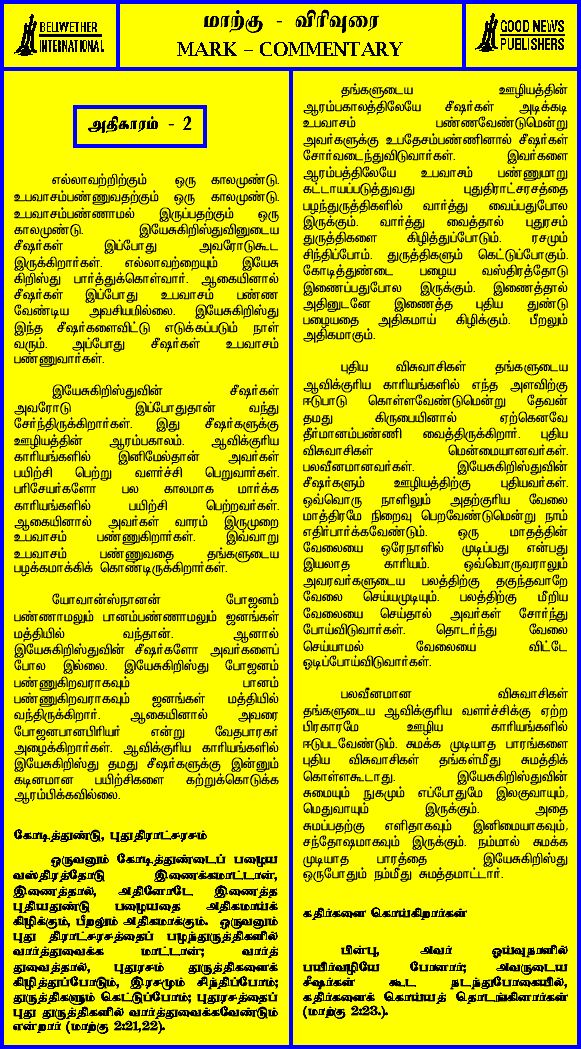 BELLWETHER
INTERNATIONAL
மாற்கு - விரிவுரை
MARK – COMMENTARY
GOOD NEWS
PUBLISHERS
அதிகாரம் - 2
எல்லாவற்றிற்கும் ஒரு காலமுண்டு.
உபவாசம்பண்ணுவதற்கும் ஒரு காலமுண்டு.
உபவாசம்பண்ணாமல் இருப்பதற்கும் ஒரு
காலமுண்டு. இயேசுகிறிஸ்துவினுடைய
சீஷர்கள் இப்போது அவரோடுகூட
இருக்கிறார்கள். எல்லாவற்றையும் இயேசு
கிறிஸ்து பார்த்துக்கொள்வார். ஆகையினால்
சீஷர்கள் இப்போது உபவாசம் பண்ண
வேண்டிய அவசியமில்லை. இயேசுகிறிஸ்து
இந்த சீஷர்களைவிட்டு எடுக்கப்படும் நாள்
வரும். அப்போது சீஷர்கள் உபவாசம்
பண்ணுவார்கள்.
இயேசுகிறிஸ்துவின் சீஷர்கள்
அவரோடு இப்போதுதான் வந்து
சேர்ந்திருக்கிறார்கள். இது சீஷர்களுக்கு
ஊழியத்தின் ஆரம்பகாலம். ஆவிக்குரிய
காரியங்களில் இனிமேல்தான் அவர்கள்
பயிற்சி பெற்று வளர்ச்சி பெறுவார்கள்.
பரிசேயர்களோ பல காலமாக மார்க்க
காரியங்களில் பயிற்சி பெற்றவர்கள்.
ஆகையினால் அவர்கள் வாரம் இருமுறை
உபவாசம் பண்ணுகிறார்கள். இவ்வாறு
உபவாசம் பண்ணுவதை தங்களுடைய
பழக்கமாக்கிக் கொண்டிருக்கிறார்கள்.
யோவான்ஸ்நானன் போஜனம்
பண்ணாமலும் பானம்பண்ணாமலும் ஜனங்கள்
மத்தியில் வந்தான். ஆனால்
இயேசுகிறிஸ்துவின் சீஷர்களோ அவர்களைப்
போல இல்லை. இயேசுகிறிஸ்து போஜனம்
பண்ணுகிறவராகவும் பானம்
பண்ணுகிறவராகவும் ஜனங்கள் மத்தியில்
வந்திருக்கிறார். ஆகையினால் அவரை
போஜனபானபிரியர் என்று வேதபாரகர்
அழைக்கிறார்கள். ஆவிக்குரிய காரியங்களில்
இயேசுகிறிஸ்து தமது சீஷர்களுக்கு இன்னும்
கடினமான பயிற்சிகளை கற்றுக்கொடுக்க
ஆரம்பிக்கவில்லை.
கோடித்துண்டு, புதுதிராட்சரசம்
ஒருவனும் கோடித்துண்டைப் பழைய
வஸ்திரத்தோடு இணைக்கமாட்டான்,
இணைத்தால், அதினோடே இணைத்த
புதியதுண்டு பழையதை அதிகமாய்க்
கிழிக்கும், பீறலும் அதிகமாக்கும். ஒருவனும்
புது திராட்சரசத்தைப் பழந்துருத்திகளில்
வார்த்துவைக்க மாட்டான்; வார்த்
துவைத்தால், புதுரசம் துருத்திகளைக்
கிழித்துப்போடும், இரசமும் சிந்திப்போம்;
துருத்திகளும் கெட்டுப்போம்; புதுரசத்தைப்
புது துருத்திகளில் வார்த்துவைக்கவேண்டும்
என்றார் (மாற்கு 2:21,22).
தங்களுடைய ஊழியத்தின்
ஆரம்பகாலத்திலேயே சீஷர்கள் அடிக்கடி
உபவாசம் பண்ணவேண்டுமென்று
அவர்களுக்கு உபதேசம்பண்ணினால் சீஷர்கள்
சோர்வடைந்துவிடுவார்கள். இவர்களை
ஆரம்பத்திலேயே உபவாசம் பண்ணுமாறு
கட்டாயப்படுத்துவது புதுதிராட்சரசத்தை
பழந்துருத்திகளில் வார்த்து வைப்பதுபோல
இருக்கும். வார்த்து வைத்தால் புதுரசம்
துருத்திகளை கிழித்துப்போடும். ரசமும்
சிந்திப்போம். துருத்திகளும் கெட்டுப்போகும்.
கோடித்துண்டை பழைய வஸ்திரத்தோடு
இணைப்பதுபோல இருக்கும். இணைத்தால்
அதினுடனே இணைத்த புதிய துண்டு
பழையதை அதிகமாய் கிழிக்கும். பீறலும்
அதிகமாகும்.
புதிய விசுவாசிகள் தங்களுடைய
ஆவிக்குரிய காரியங்களில் எந்த அளவிற்கு
ஈடுபாடு கொள்ளவேண்டுமென்று தேவன்
தமது கிருபையினால் ஏற்கெனவே
தீர்மானம்பண்ணி வைத்திருக்கிறார். புதிய
விசுவாசிகள் மென்மையானவர்கள்.
பலவீனமானவர்கள். இயேசுகிறிஸ்துவின்
சீஷர்களும் ஊழியத்திற்கு புதியவர்கள்.
ஒவ்வொரு நாளிலும் அதற்குரிய வேலை
மாத்திரமே நிறைவு பெறவேண்டுமென்று நாம்
எதிர்பார்க்கவேண்டும். ஒரு மாதத்தின்
வேலையை ஒரேநாளில் முடிப்பது என்பது
இயலாத காரியம். ஒவ்வொருவராலும்
அவரவர்களுடைய பலத்திற்கு தகுந்தவாறே
வேலை செய்யமுடியும். பலத்திற்கு மீறிய
வேலையை செய்தால் அவர்கள் சோர்ந்து
போய்விடுவார்கள். தொடர்ந்து வேலை
செய்யாமல் வேலையை விட்டே
ஓடிப்போய்விடுவார்கள்.
பலவீனமான விசுவாசிகள்
தங்களுடைய ஆவிக்குரிய வளர்ச்சிக்கு ஏற்ற
பிரகாரமே ஊழிய காரியங்களில்
ஈடுபடவேண்டும். சுமக்க முடியாத பாரங்களை
புதிய விசுவாசிகள் தங்கள்மீது சுமத்திக்
கொள்ளகூடாது. இயேசுகிறிஸ்துவின்
சுமையும் நுகமும் எப்போதுமே இலகுவாயும்,
மெதுவாயும் இருக்கும். அதை
சுமப்பதற்கு எளிதாகவும் இனிமையாகவும்,
சந்தோஷமாகவும் இருக்கும். நம்மால் சுமக்க
முடியாத பாரத்தை இயேசுகிறிஸ்து
ஒருபோதும் நம்மீது சுமத்தமாட்டார்.
கதிர்களை கொய்கிறார்கள்
பின்பு, அவர் ஓய்வுநாளில்
பயிர்வழியே போனார்; அவருடைய
சீஷர்கள் கூட நடந்துபோகையில்,
கதிர்களைக் கொய்யத் தொடங்கினார்கள்
(மாற்கு 2:23.).